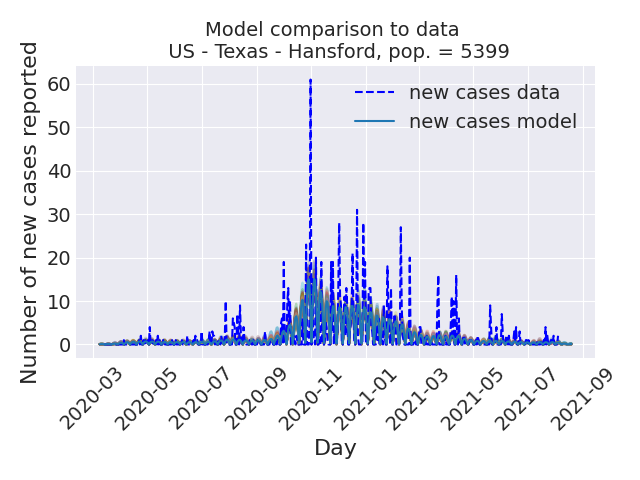 Model comparison to data
US - Texas - Hansford, pop. = 5399
Number of new cases reported
60
50
40
30
20
10
0
new cases data
new cases model
2020-03
2020-05
2020-07
2020-09
2020-11
2021-01
2021-03
2021-05
2021-07
2021-09
Day